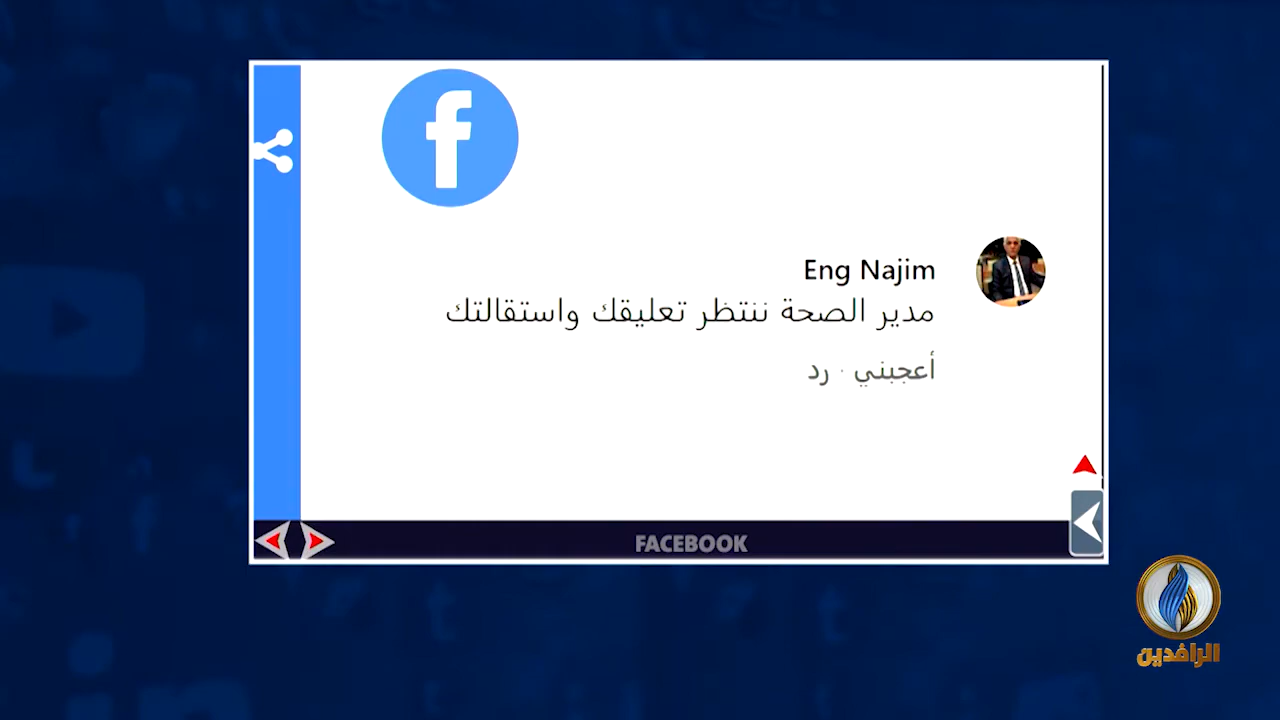 Eng Najim
مدير الصحة ننتظر تعليقك واستقالتك
أعجبني · رد
FACEBOOK
الرافدين